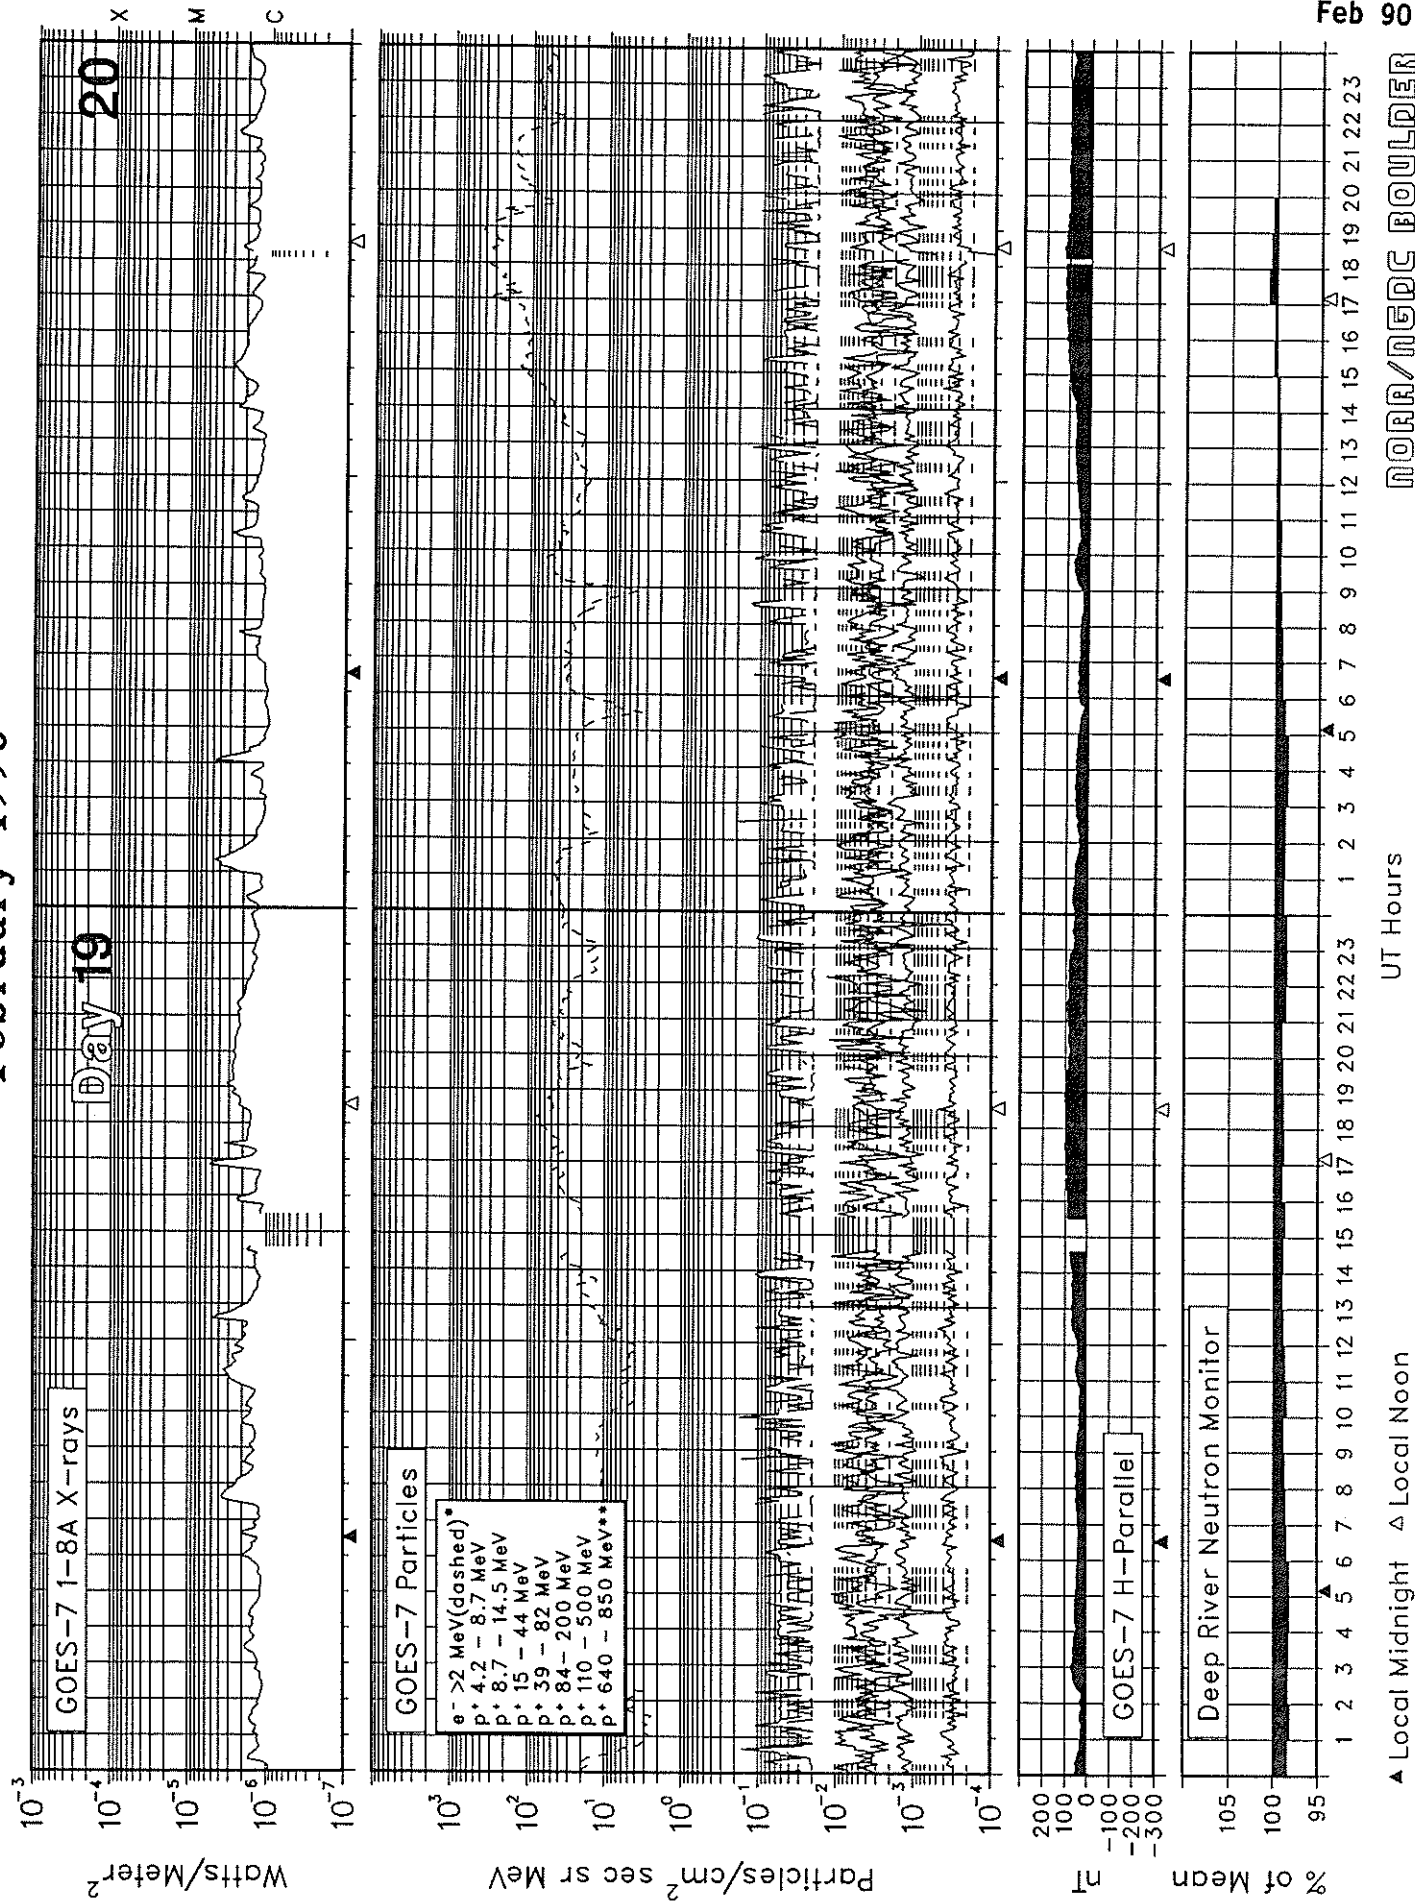 Feb 90
February 1990
Day 19
20
GOES-7 1-8A X-rays
X
M
C
10-3
10-4
10-5
10-6
10-7
Watts/Meter2
GOES-7 Particles
e- >2 MeV(dashed)*
p+ 4.2 - 8.7 MeV
p+ 8.7 - 14.5 MeV
p+ 15 - 44 MeV
p+ 39 - 82 MeV
p+ 84 - 200 MeV
p+ 110 - 500 MeV
p+ 640 - 850 MeV**
103
102
101
100
10-1
10-2
10-3
10-4
Particles/cm2 sec sr MeV
GOES-7 H-Parallel
200
100
0
-100
-200
-300
nT
Deep River Neutron Monitor
105
100
95
% of Mean
1 2 3 4 5 6 7 8 9 10 11 12 13 14 15 16 17 18 19 20 21 22 23 1 2 3 4 5 6 7 8 9 10 11 12 13 14 15 16 17 18 19 20 21 22 23
UT Hours
▲ Local Midnight △ Local Noon
NOAA/NGDC BOULDER